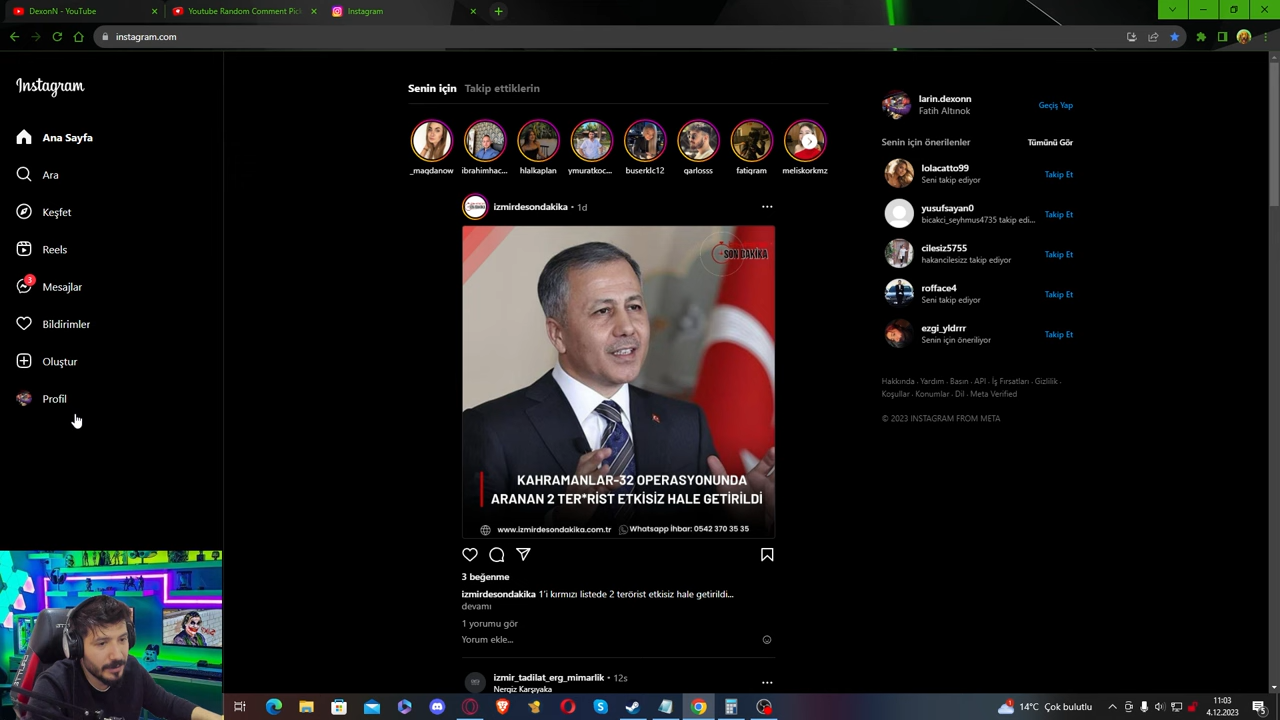 DexonN
Youtube Random Comment Pick
Instagram
instagram.com
Instagram
Ana Sayfa
Ara
Keşfet
Reels
3
Mesajlar
Bildirimler
Oluştur
Profil
Senin için Takip ettiklerin
_maqdanow ibrahimhac... hlalkaplan ymuratkoc... buserklc12 qarlosss fatiqram meliskorkmz
izmirdesondakika • 1d
SON DAKİKA
KAHRAMANLAR-32 OPERASYONUNDA
ARANAN 2 TER*RİST ETKİSİZ HALE GETİRİLDİ
www.izmirdesondakika.com.tr Whatsapp İhbar: 0542 370 35 35
3 beğenme
izmirdesondakika 1'i kırmızı listede 2 terörist etkisiz hale getirildi...
devamı
1 yorumu gör
Yorum ekle...
izmir_tadilat_erg_mimarlik • 12s
Nergiz Karşıyaka
larin.dexonn
Fatih Altınok
Geçiş Yap
Senin için önerilenler
Tümünü Gör
lolacatto99
Seni takip ediyor
Takip Et
yusufsayan0
bicakci_seyhmus4735 takip edi...
Takip Et
cilesiz5755
hakancilesizz takip ediyor
Takip Et
rofface4
Seni takip ediyor
Takip Et
ezgi_yldrrr
Senin için öneriliyor
Takip Et
Hakkında · Yardım · Basın · API · İş Fırsatları · Gizlilik ·
Koşullar · Konumlar · Dil · Meta Verified
© 2023 INSTAGRAM FROM META
14°C Çok bulutlu
11:03
4.12.2023